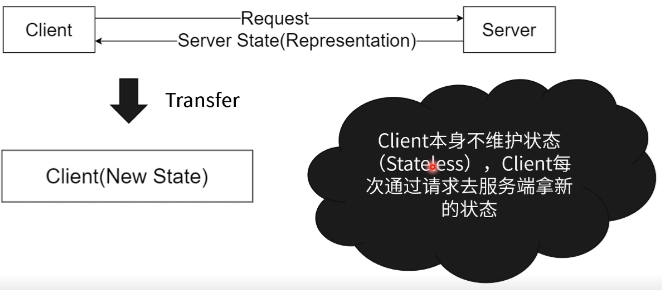 Client
Request
Server State(Representation)
Server
Transfer
Client(New State)
Client本身不维护状态
（Stateless），Client每
次通过请求去服务端拿新
的状态